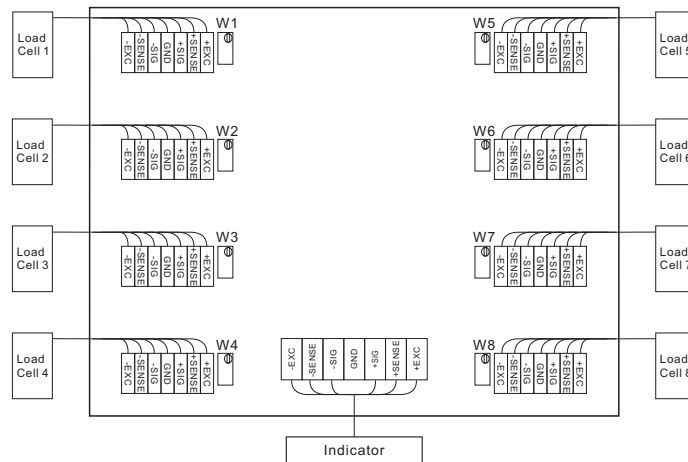 Load
Cell 1
W1
-EXC
-SENSE
-SIG
GND
+SIG
+SENSE
+EXC
W5
-EXC
-SENSE
-SIG
GND
+SIG
+SENSE
+EXC
Load
Cell 5
Load
Cell 2
W2
-EXC
-SENSE
-SIG
GND
+SIG
+SENSE
+EXC
W6
-EXC
-SENSE
-SIG
GND
+SIG
+SENSE
+EXC
Load
Cell 6
Load
Cell 3
W3
-EXC
-SENSE
-SIG
GND
+SIG
+SENSE
+EXC
W7
-EXC
-SENSE
-SIG
GND
+SIG
+SENSE
+EXC
Load
Cell 7
Load
Cell 4
W4
-EXC
-SENSE
-SIG
GND
+SIG
+SENSE
+EXC
-EXC
-SENSE
-SIG
GND
+SIG
+SENSE
+EXC
W8
-EXC
-SENSE
-SIG
GND
+SIG
+SENSE
+EXC
Load
Cell 8
Indicator